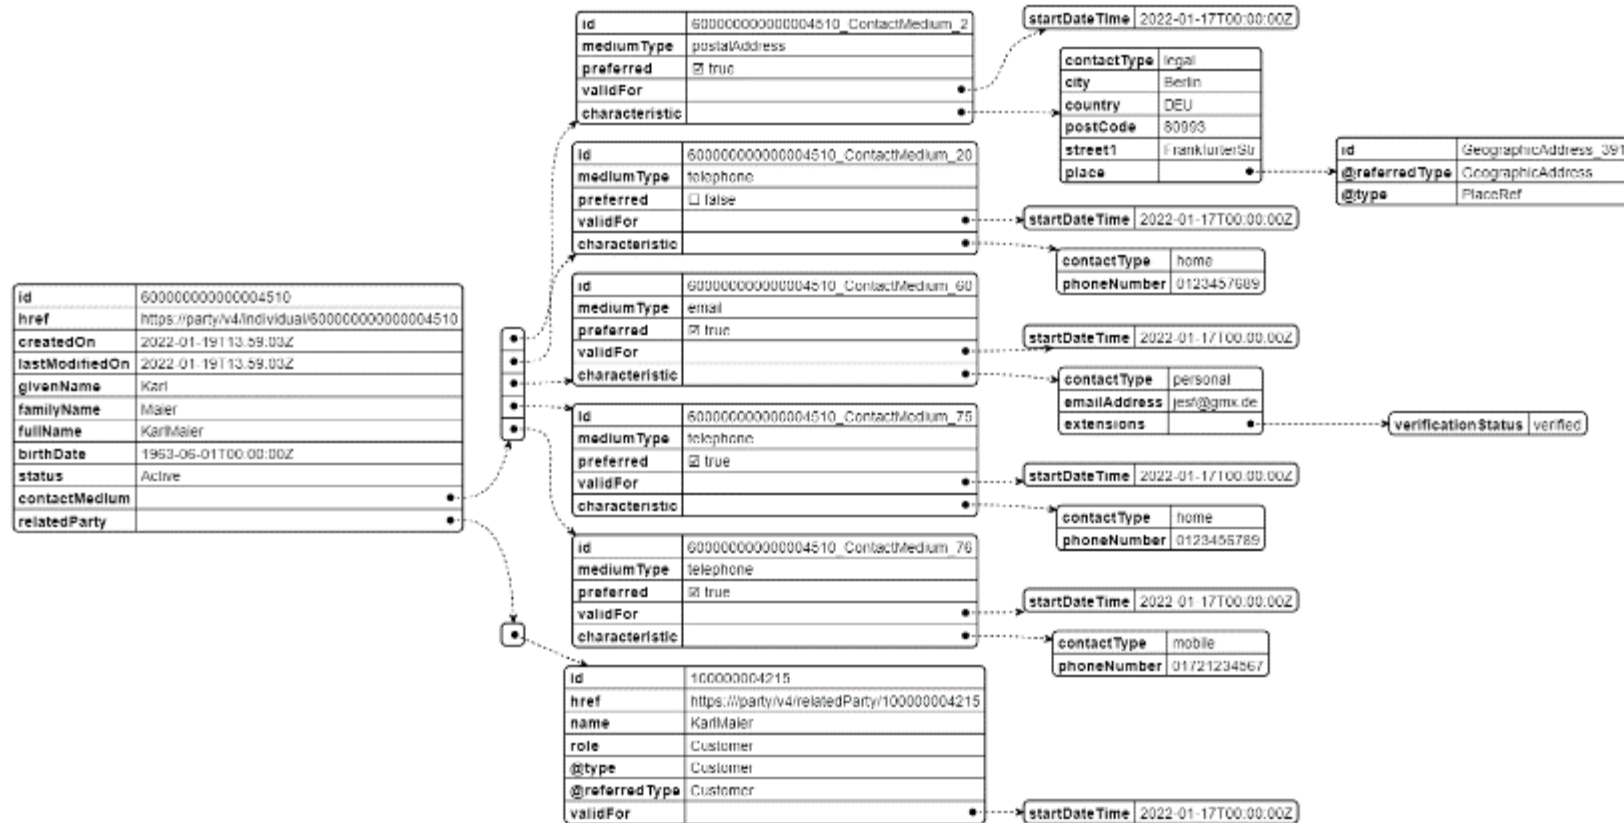 id 600000000000004510
href https://party/v4/individual/600000000000004510
createdOn 2022-01-19T13:59:03Z
lastModifiedOn 2022-01-19T13:59:03Z
givenName Karl
familyName Maier
fullName KarlMaier
birthDate 1963-06-01T00:00:00Z
status Active
contactMedium
relatedParty
id 600000000000004510_ContactMedium_2
mediumType postalAddress
preferred ☑ true
validFor
characteristic
startDateTime 2022-01-17T00:00:00Z
contactType legal
city Berlin
country DEU
postCode 80993
street1 FrankfurterStr
place
id GeographicAddress_391
@referredType GeographicAddress
@type PlaceRef
id 600000000000004510_ContactMedium_20
mediumType telephone
preferred ☐ false
validFor
characteristic
startDateTime 2022-01-17T00:00:00Z
contactType home
phoneNumber 0123457689
id 600000000000004510_ContactMedium_60
mediumType email
preferred ☑ true
validFor
characteristic
startDateTime 2022-01-17T00:00:00Z
contactType personal
emailAddress jesf@gmx.de
extensions
verificationStatus verified
id 600000000000004510_ContactMedium_75
mediumType telephone
preferred ☑ true
validFor
characteristic
startDateTime 2022-01-17T00:00:00Z
contactType home
phoneNumber 0123456789
id 600000000000004510_ContactMedium_76
mediumType telephone
preferred ☑ true
validFor
characteristic
startDateTime 2022-01-17T00:00:00Z
contactType mobile
phoneNumber 01721234567
id 100000004215
href https:///party/v4/relatedParty/100000004215
name KarlMaier
role Customer
@type Customer
@referredType Customer
validFor
startDateTime 2022-01-17T00:00:00Z